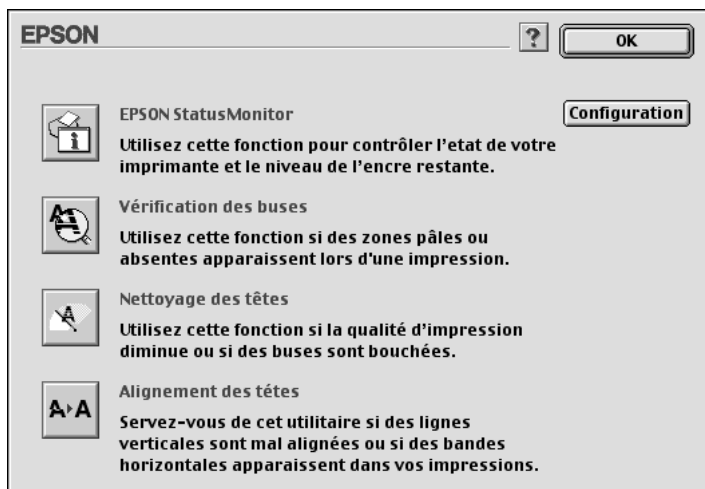 EPSON
?
OK
EPSON StatusMonitor
Configuration
Utilisez cette fonction pour contrôler l'etat de votre
imprimante et le niveau de l'encre restante.
Vérification des buses
Utilisez cette fonction si des zones pâles ou
absentes apparaissent lors d'une impression.
Nettoyage des têtes
Utilisez cette fonction si la qualité d'impression
diminue ou si des buses sont bouchées.
A▸A
Alignement des tétes
Servez-vous de cet utilitaire si des lignes
verticales sont mal alignées ou si des bandes
horizontales apparaissent dans vos impressions.